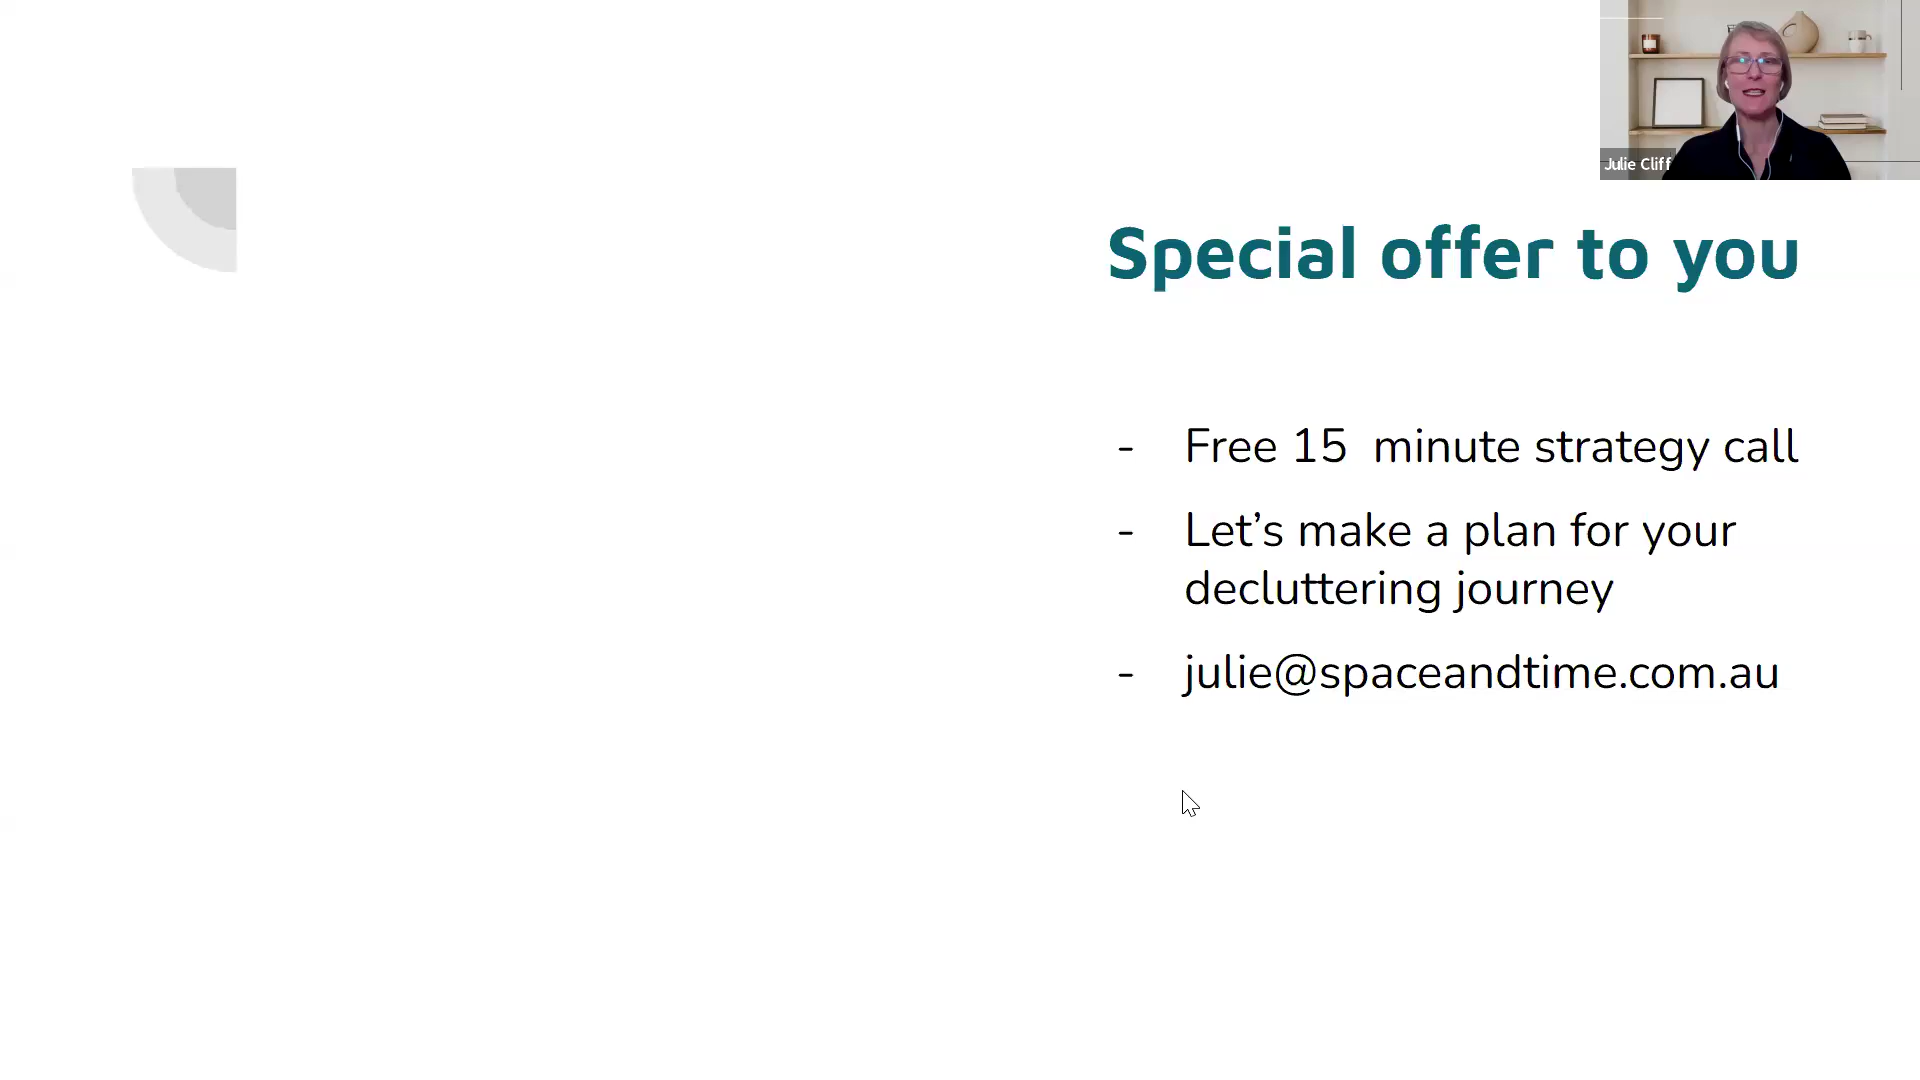 Julie Cliff
Special offer to you
- Free 15  minute strategy call
- Let’s make a plan for your
decluttering journey
- julie@spaceandtime.com.au